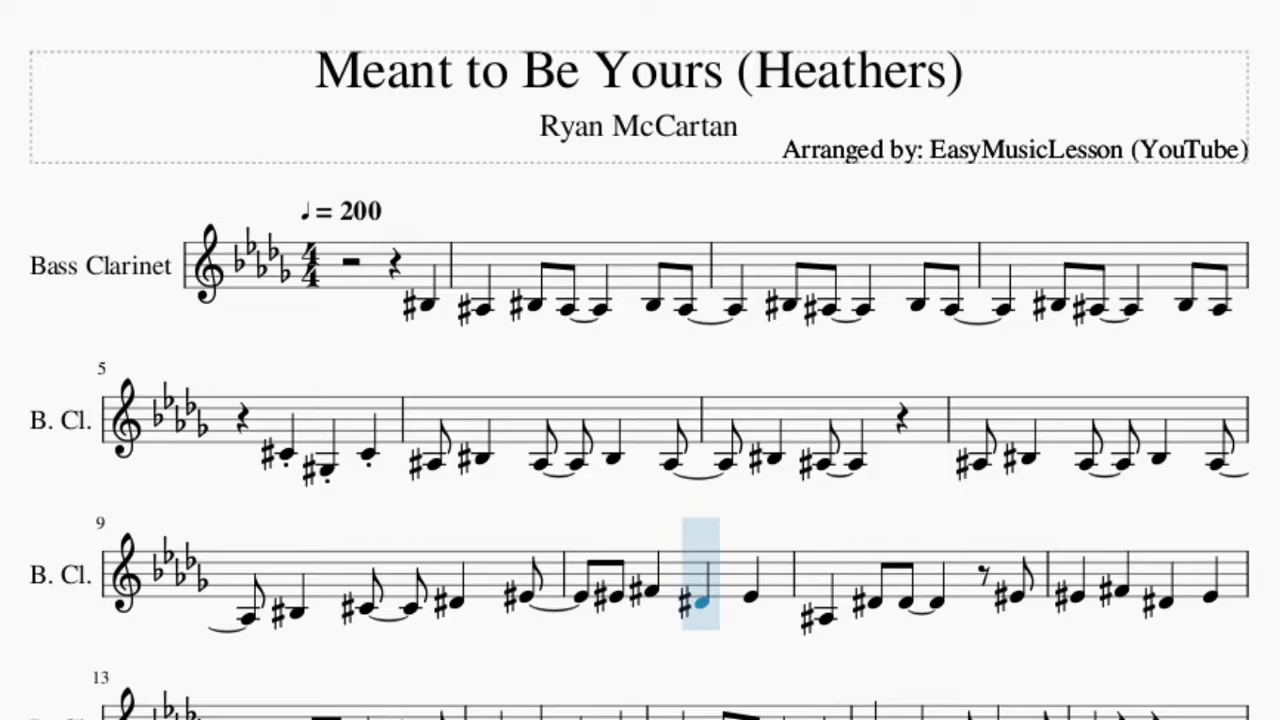 Meant to Be Yours (Heathers)
Ryan McCartan
Arranged by: EasyMusicLesson (YouTube)
♩ = 200
Bass Clarinet
4
4
5
B. Cl.
9
B. Cl.
13